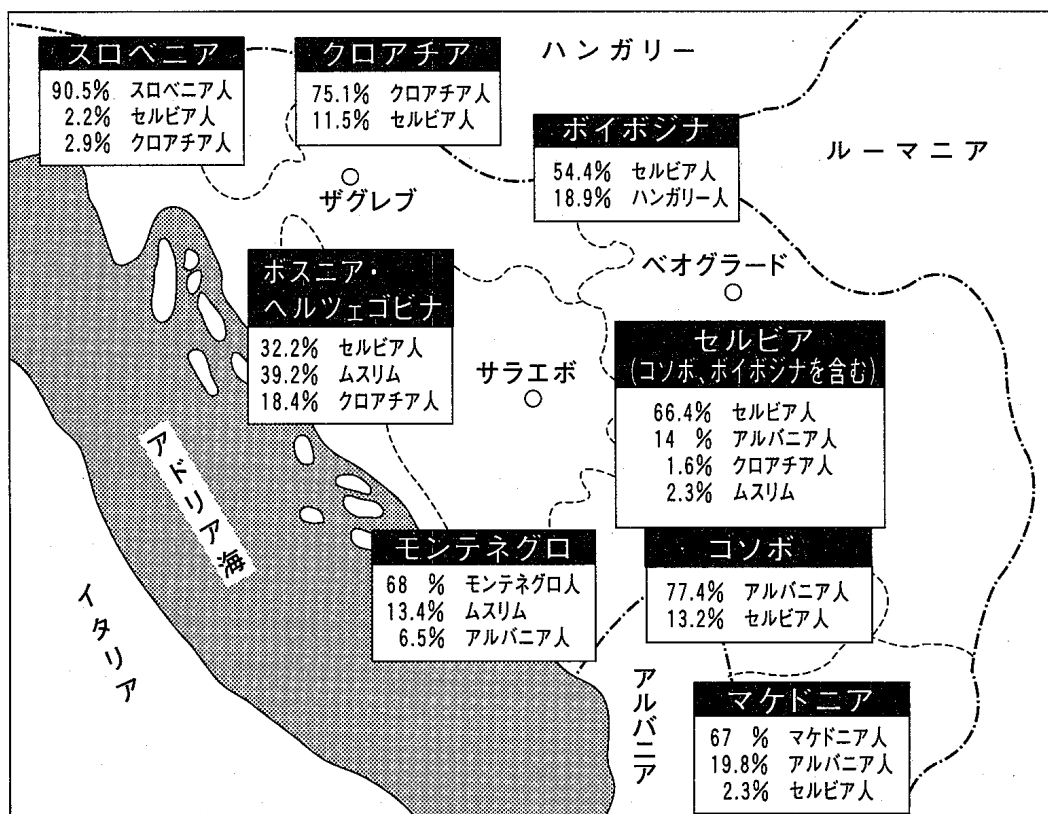 スロベニア
90.5% スロベニア人
2.2% セルビア人
2.9% クロアチア人
クロアチア
75.1% クロアチア人
11.5% セルビア人
ハンガリー
ボイボジナ
54.4% セルビア人
18.9% ハンガリー人
ルーマニア
ザグレブ
ベオグラード
ボスニア・
ヘルツェゴビナ
32.2% セルビア人
39.2% ムスリム
18.4% クロアチア人
サラエボ
セルビア
(コソボ、ボイボジナを含む)
66.4% セルビア人
14 % アルバニア人
1.6% クロアチア人
2.3% ムスリム
アドリア海
イタリア
モンテネグロ
68 % モンテネグロ人
13.4% ムスリム
6.5% アルバニア人
コソボ
77.4% アルバニア人
13.2% セルビア人
アルバニア
マケドニア
67 % マケドニア人
19.8% アルバニア人
2.3% セルビア人